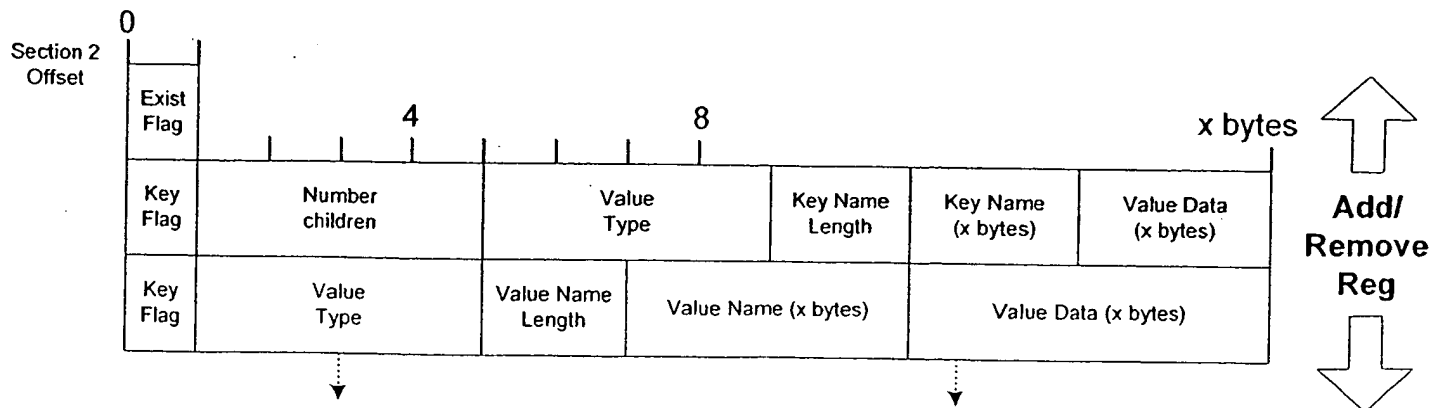 0
Section 2
Offset
Exist
Flag
4
8
x bytes
Key
Flag
Number
children
Value
Type
Key Name
Length
Key Name
(x bytes)
Value Data
(x bytes)
Add/
Remove
Reg
Key
Flag
Value
Type
Value Name
Length
Value Name (x bytes)
Value Data (x bytes)